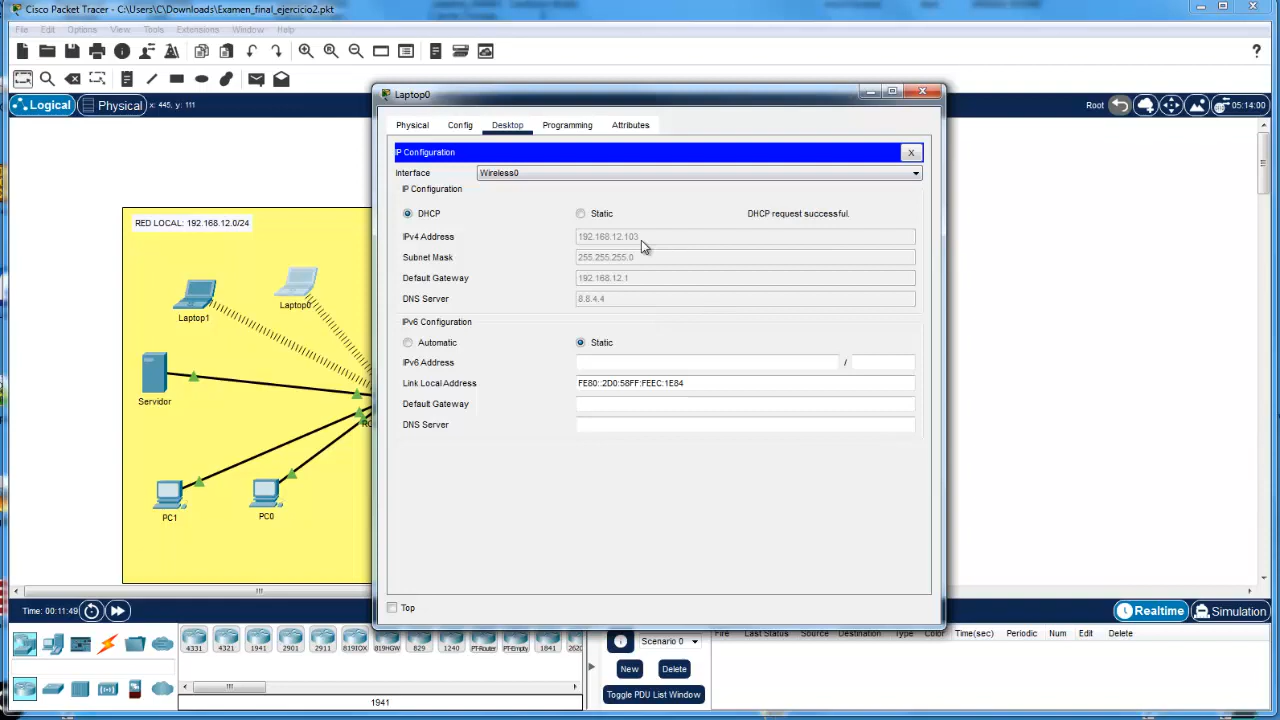 Cisco Packet Tracer - C:\Users\C\Downloads\Examen_final_ejercicio2.pkt
File Edit Options View Tools Extensions Window Help
?
Logical Physical x: 445, y: 111
Root 05:14:00
Laptop0
Physical Config Desktop Programming Attributes
IP Configuration X
Interface Wireless0
IP Configuration
DHCP Static DHCP request successful.
IPv4 Address 192.168.12.103
Subnet Mask 255.255.255.0
Default Gateway 192.168.12.1
DNS Server 8.8.4.4
IPv6 Configuration
Automatic Static
IPv6 Address /
Link Local Address FE80::2D0:58FF:FEEC:1E84
Default Gateway
DNS Server
Top
RED LOCAL: 192.168.12.0/24
Laptop1
Laptop0
Servidor
PC1
PC0
Time: 00:11:49
Realtime Simulation
4331 4321 1941 2901 2911 819IOX 819HGW 829 1240 PT-Router PT-Empty 1841 2620
1941
Scenario 0
New Delete
Toggle PDU List Window
Fire Last Status Source Destination Type Color Time(sec) Periodic Num Edit Delete